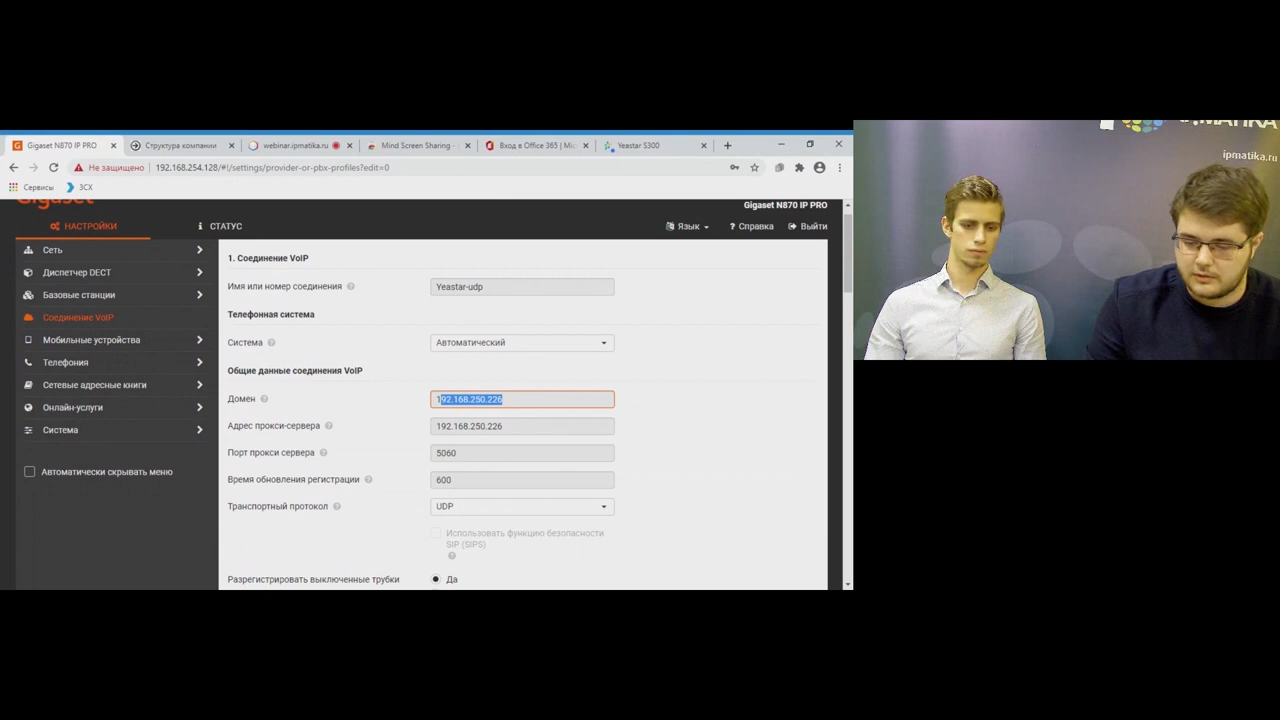 Gigaset N870 IP PRO
Структура компании
webinar.ipmatika.ru
Mind Screen Sharing -
Вход в Office 365 | Mic
Yeastar S300
Не защищено
192.168.254.128/#!/settings/provider-or-pbx-profiles?edit=0
Сервисы
3CX
Gigaset
Gigaset N870 IP PRO
НАСТРОЙКИ
СТАТУС
Язык
Справка
Выйти
Сеть
Диспетчер DECT
Базовые станции
Соединение VoIP
Мобильные устройства
Телефония
Сетевые адресные книги
Онлайн-услуги
Система
Автоматически скрывать меню
1. Соединение VoIP
Имя или номер соединения
Yeastar-udp
Телефонная система
Система
Автоматический
Общие данные соединения VoIP
Домен
192.168.250.226
Адрес прокси-сервера
192.168.250.226
Порт прокси сервера
5060
Время обновления регистрации
600
Транспортный протокол
UDP
Использовать функцию безопасности
SIP (SIPS)
Разрегистрировать выключенные трубки
Да
IPMATIKA
ipmatika.ru